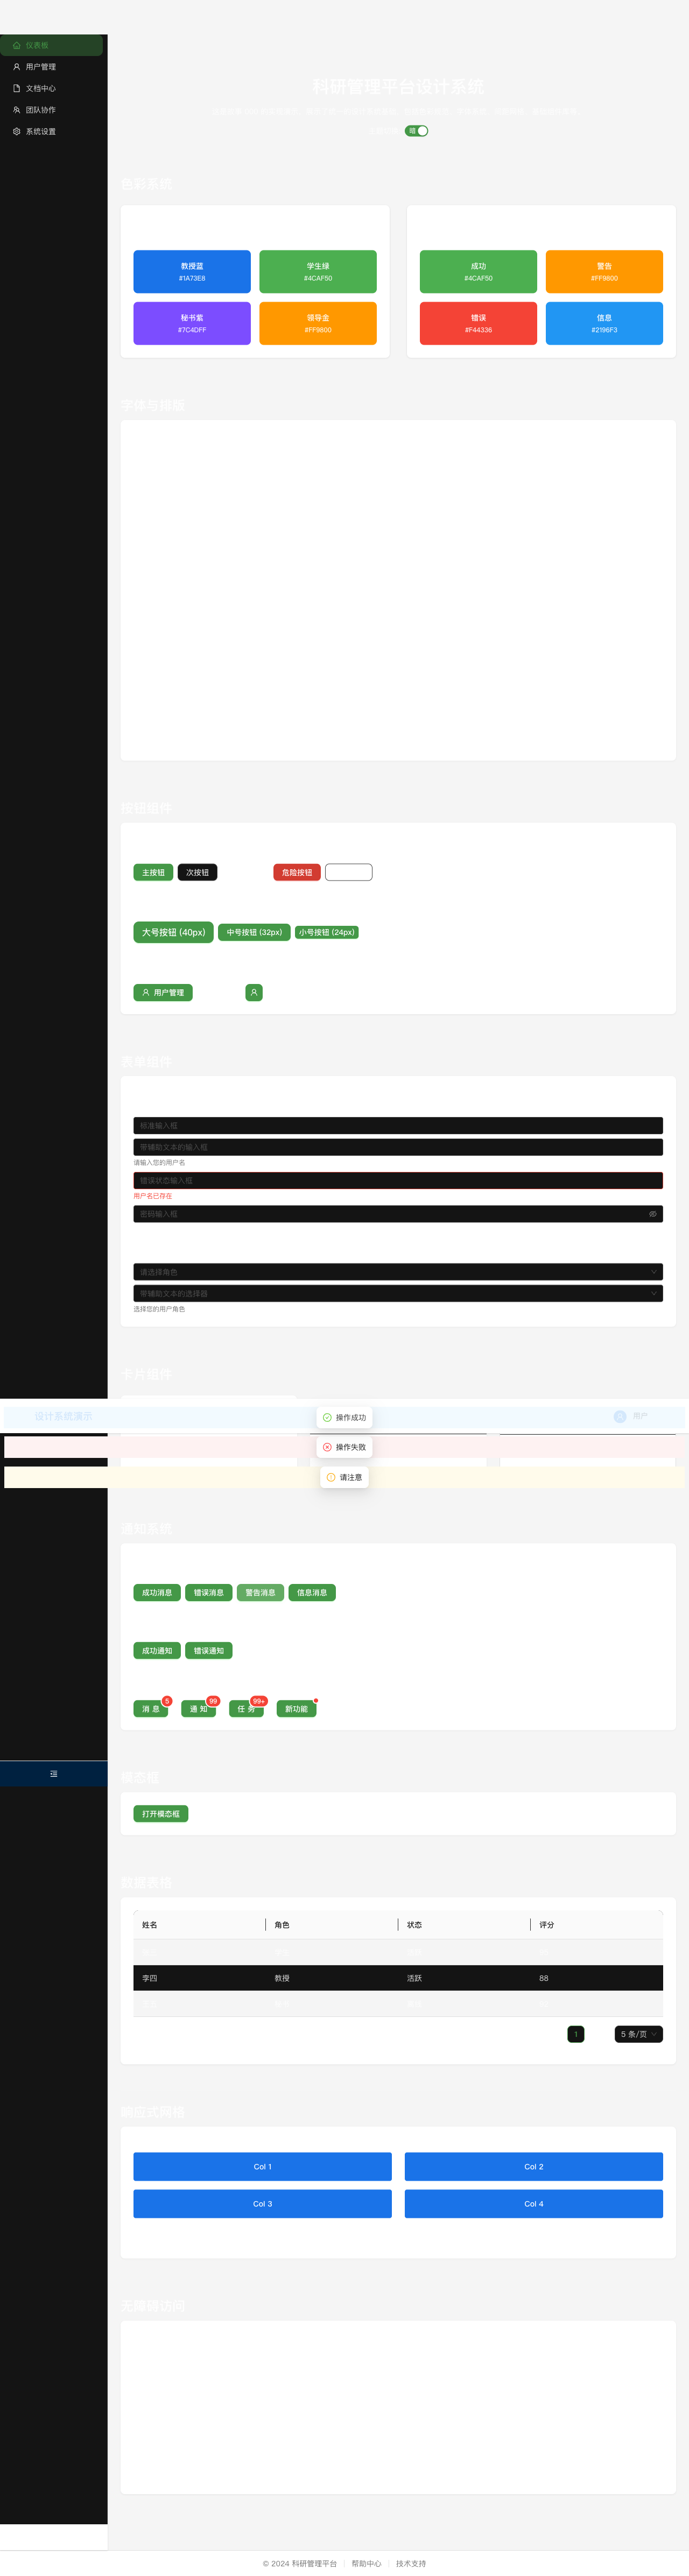 仪表板
用户管理
文档中心
团队协作
系统设置
科研管理平台设计系统
暗
色彩系统
教授蓝
#1A73E8
学生绿
#4CAF50
秘书紫
#7C4DFF
领导金
#FF9800
成功
#4CAF50
警告
#FF9800
错误
#F44336
信息
#2196F3
字体与排版
按钮组件
主按钮 次按钮 危险按钮
大号按钮 (40px) 中号按钮 (32px) 小号按钮 (24px)
用户管理
表单组件
标准输入框
带辅助文本的输入框
请输入您的用户名
错误状态输入框
用户名已存在
密码输入框
请选择角色
带辅助文本的选择器
选择您的用户角色
卡片组件
设计系统演示 操作成功 用户
操作失败
请注意
通知系统
成功消息 错误消息 警告消息 信息消息
成功通知 错误通知
消 息 5 通 知 99 任 务 99+ 新功能
模态框
打开模态框
数据表格
姓名 角色 状态 评分
李四 教授 活跃 88
1 5 条/页
响应式网格
Col 1 Col 2
Col 3 Col 4
无障碍访问
© 2024 科研管理平台 帮助中心 技术支持